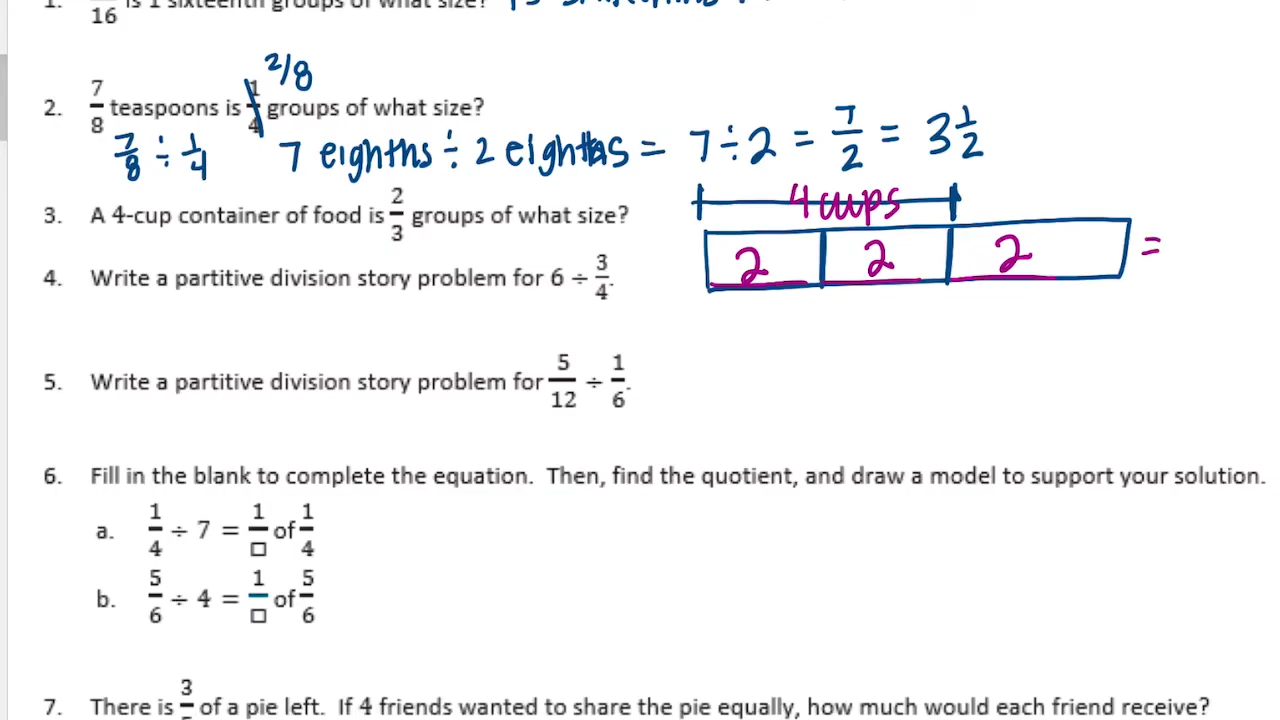 1. 16 is 1 sixteenth groups of what size?
2/8
2. 7/8 teaspoons is 1/4 groups of what size?
7/8 ÷ 1/4 7 eighths ÷ 2 eighths = 7 ÷ 2 = 7/2 = 3 1/2
3. A 4-cup container of food is 2/3 groups of what size?
4 cups
2 2 2 =
4. Write a partitive division story problem for 6 ÷ 3/4.
5. Write a partitive division story problem for 5/12 ÷ 1/6.
6. Fill in the blank to complete the equation. Then, find the quotient, and draw a model to support your solution.
a. 1/4 ÷ 7 = 1/□ of 1/4
b. 5/6 ÷ 4 = 1/□ of 5/6
7. There is 3/ of a pie left. If 4 friends wanted to share the pie equally, how much would each friend receive?